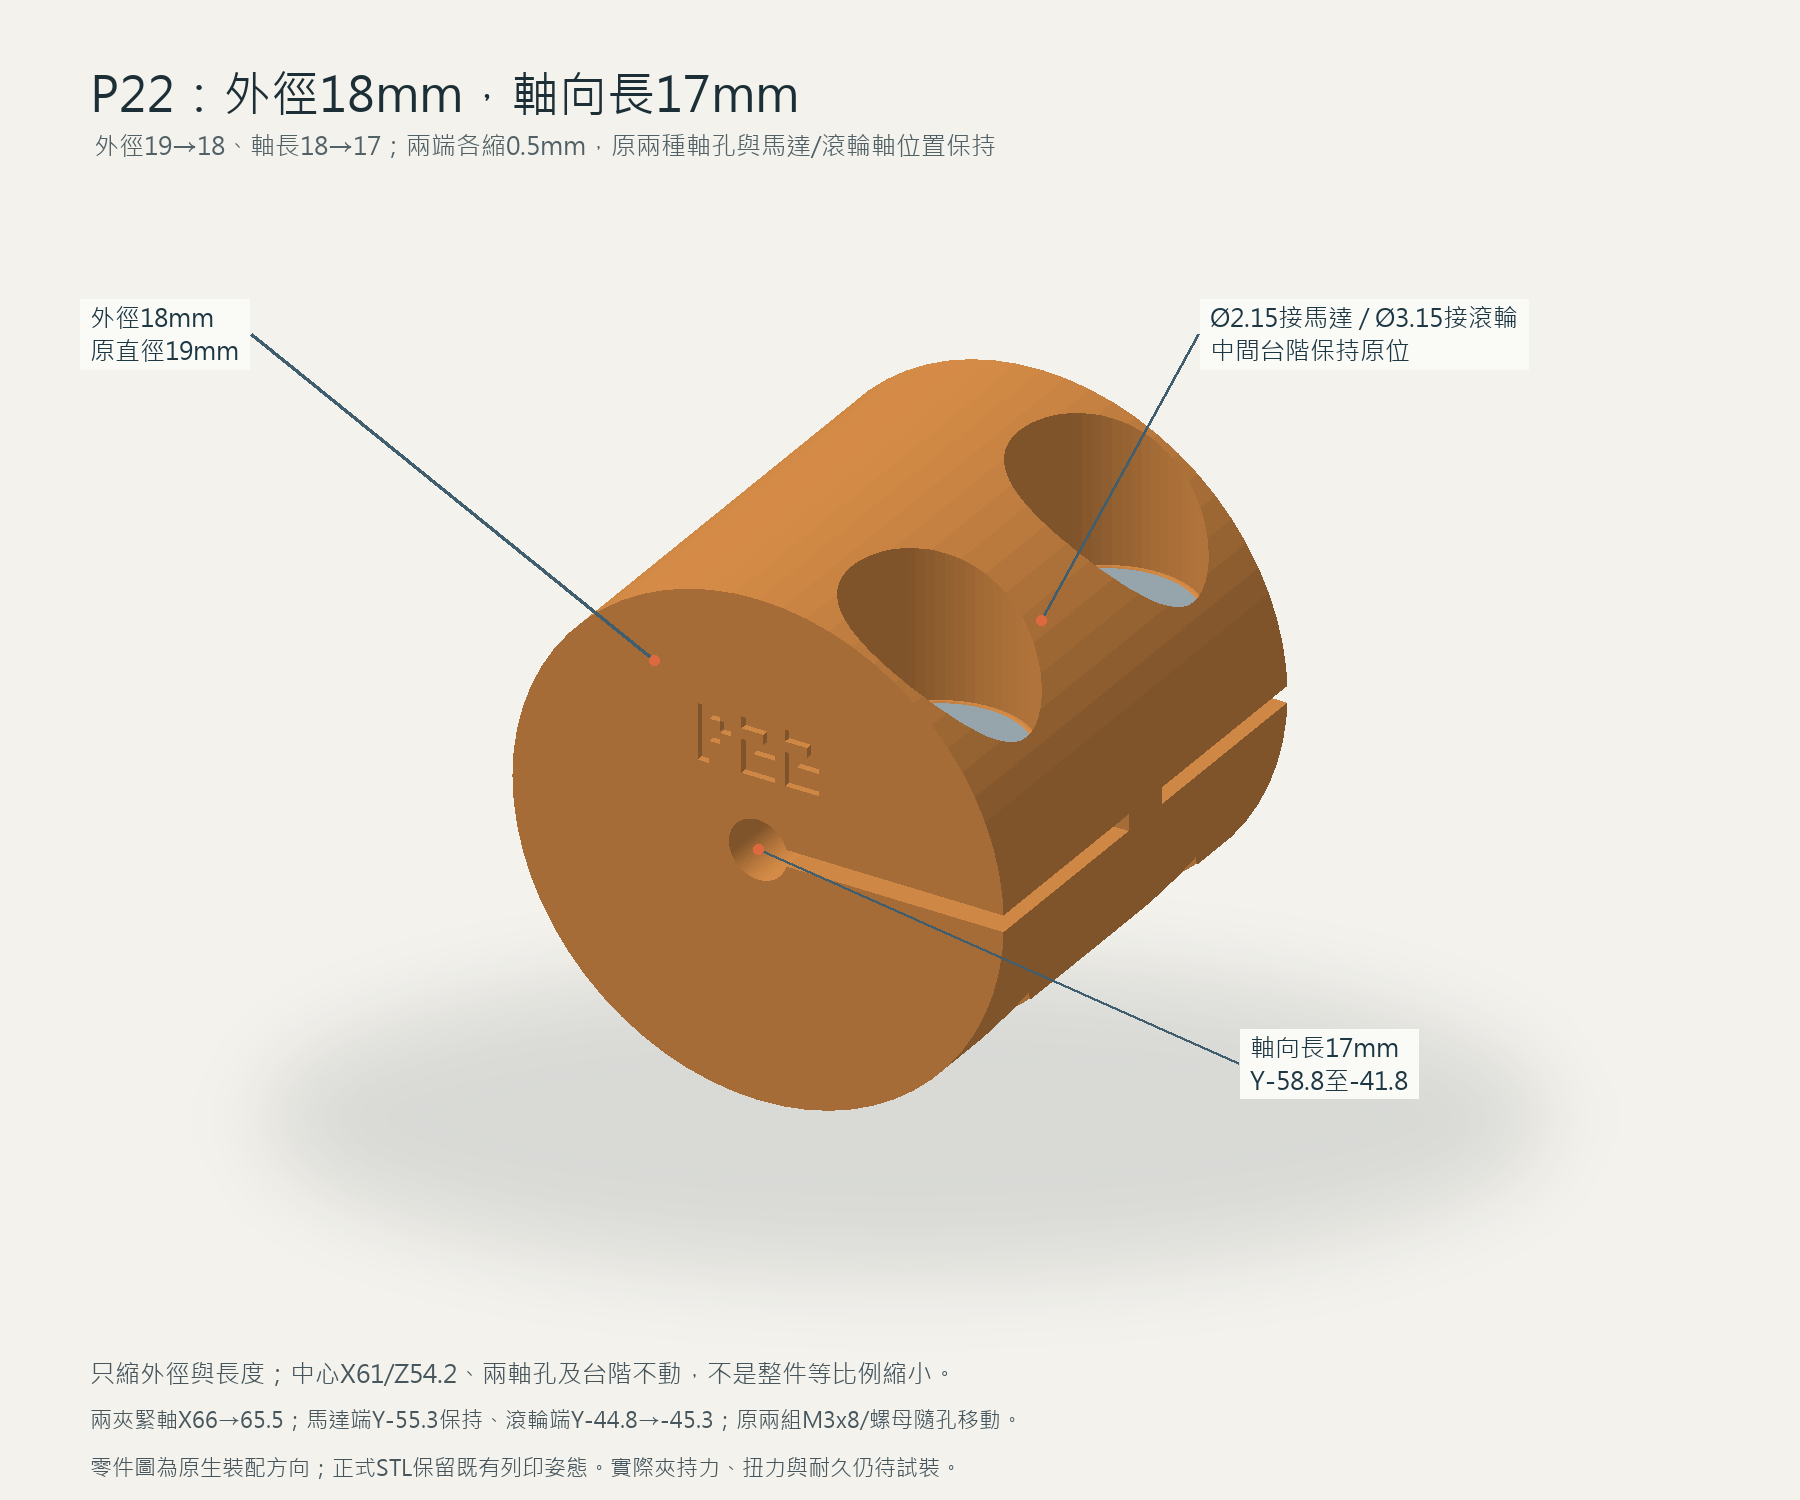 P22：外徑18mm，軸向長17mm
外徑19→18、軸長18→17；兩端各縮0.5mm，原兩種軸孔與馬達/滾輪軸位置保持
外徑18mm
原直徑19mm
Ø2.15接馬達 / Ø3.15接滾輪
中間台階保持原位
P22
軸向長17mm
Y-58.8至-41.8
只縮外徑與長度；中心X61/Z54.2、兩軸孔及台階不動，不是整件等比例縮小。
兩夾緊軸X66→65.5；馬達端Y-55.3保持、滾輪端Y-44.8→-45.3；原兩組M3x8/螺母隨孔移動。
零件圖為原生裝配方向；正式STL保留既有列印姿態。實際夾持力、扭力與耐久仍待試裝。